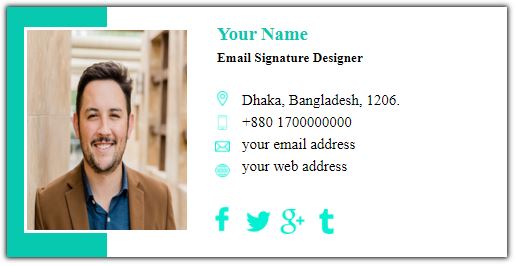 Your Name
Email Signature Designer
Dhaka, Bangladesh, 1206.
+880 1700000000
your email address
your web address